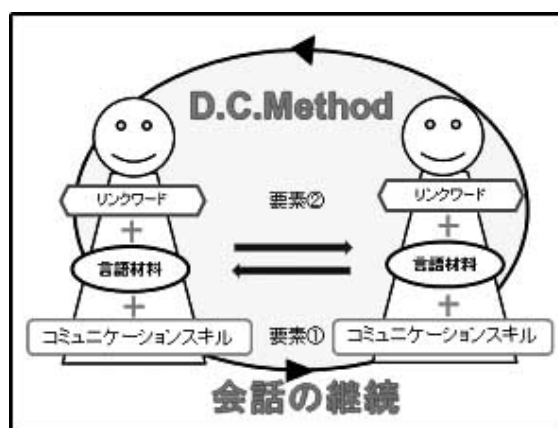 D.C.Method
リンクワード
要素②
リンクワード
+
+
言語材料
言語材料
+
+
コミュニケーションスキル
要素①
コミュニケーションスキル
会話の継続